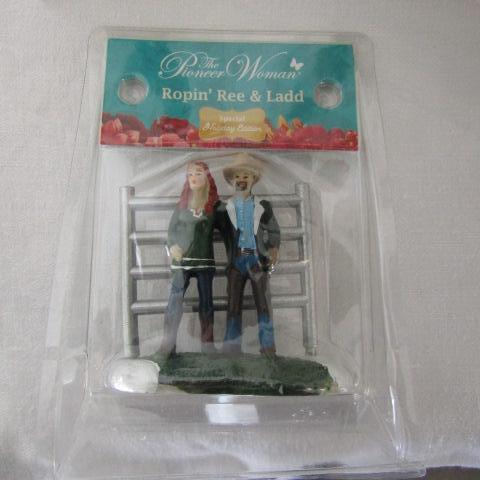 The
Pioneer Woman
Ropin' Ree & Ladd
Special
Holiday Edition